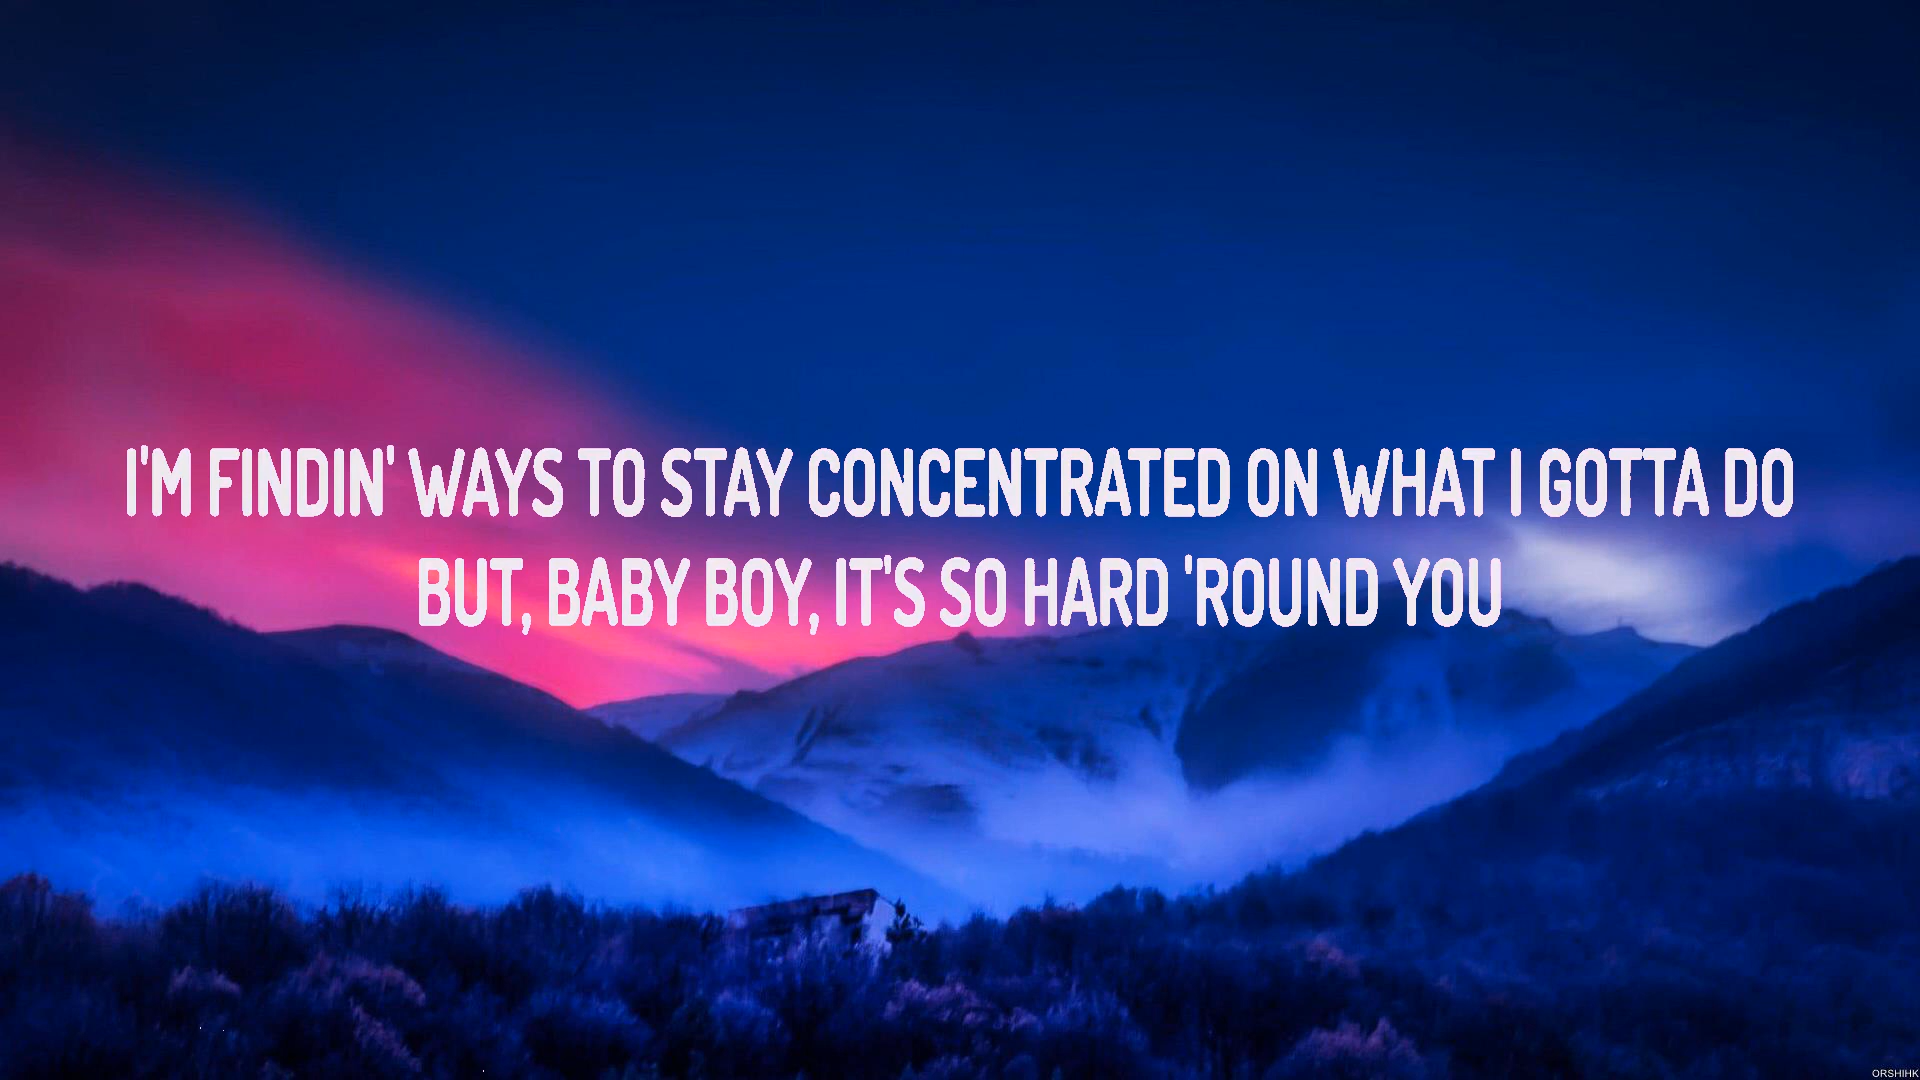 I'M FINDIN' WAYS TO STAY CONCENTRATED ON WHAT I GOTTA DO
BUT, BABY BOY, IT'S SO HARD 'ROUND YOU
ORSHIHK